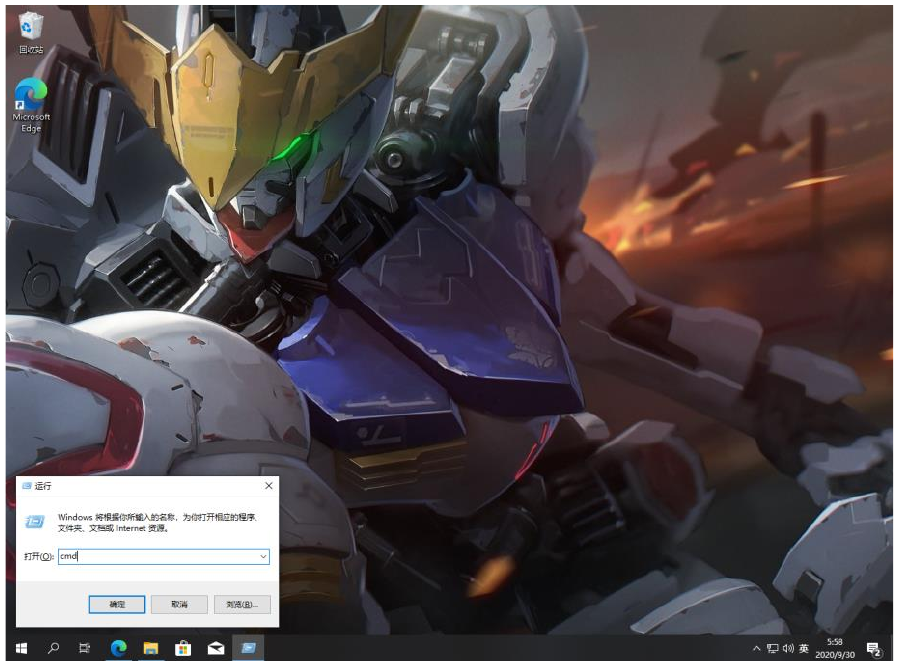 回收站
Microsoft
Edge
运行
Windows 将根据你所输入的名称，为你打开相应的程序、
文件夹、文档或 Internet 资源。
打开(O):
cmd
确定
取消
浏览(B)...
英
5:58
2020/9/30
2